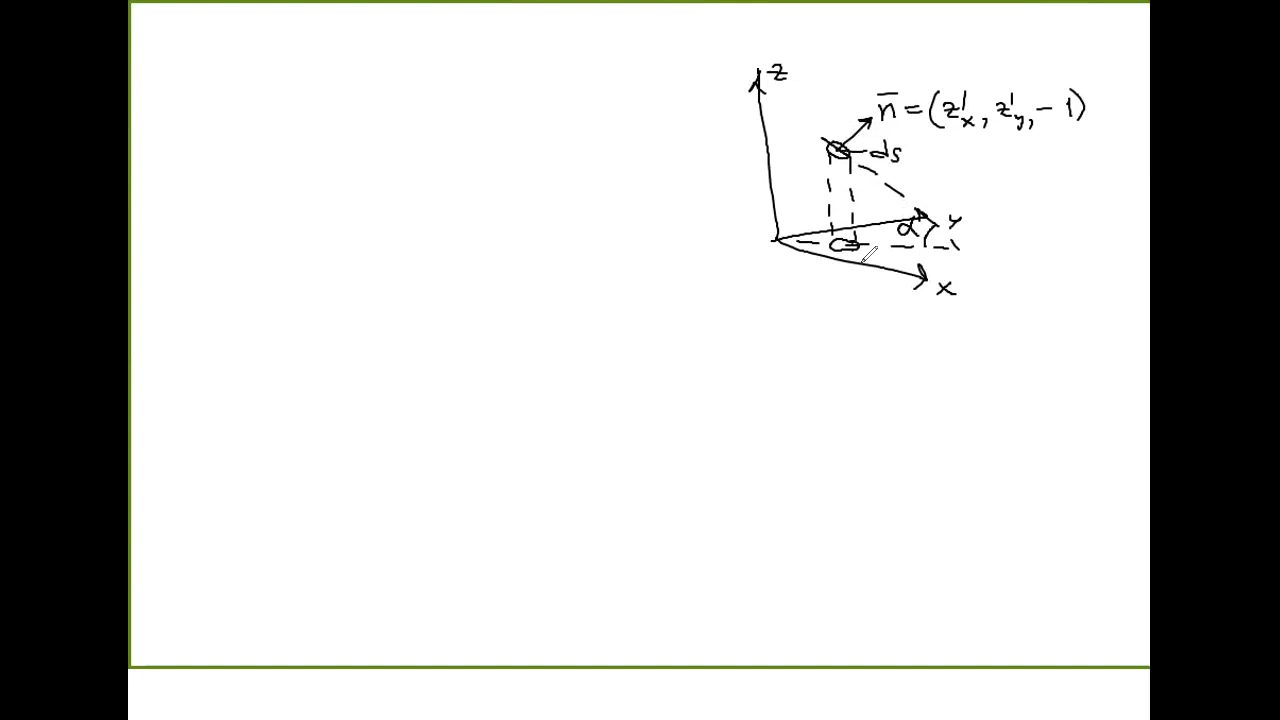 z
n̅ = (z'x, z'y, -1)
ds
y
α
x